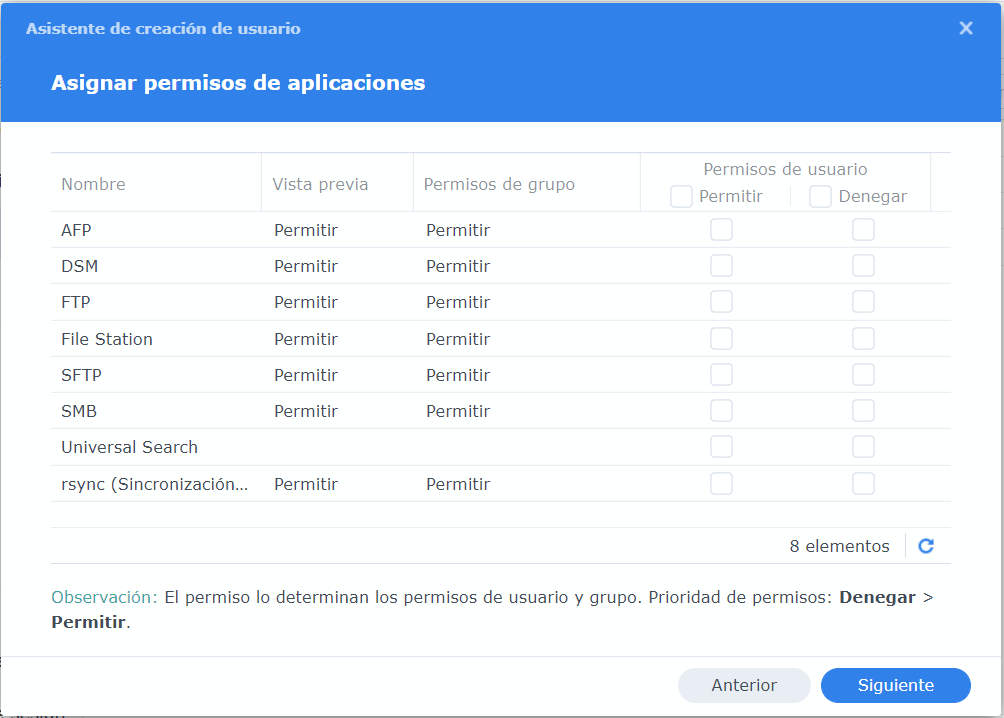 Asistente de creación de usuario
Asignar permisos de aplicaciones
Nombre Vista previa Permisos de grupo Permisos de usuario
Permitir Denegar
AFP Permitir Permitir
DSM Permitir Permitir
FTP Permitir Permitir
File Station Permitir Permitir
SFTP Permitir Permitir
SMB Permitir Permitir
Universal Search
rsync (Sincronización... Permitir Permitir
8 elementos
Observación: El permiso lo determinan los permisos de usuario y grupo. Prioridad de permisos: Denegar >
Permitir.
Anterior Siguiente